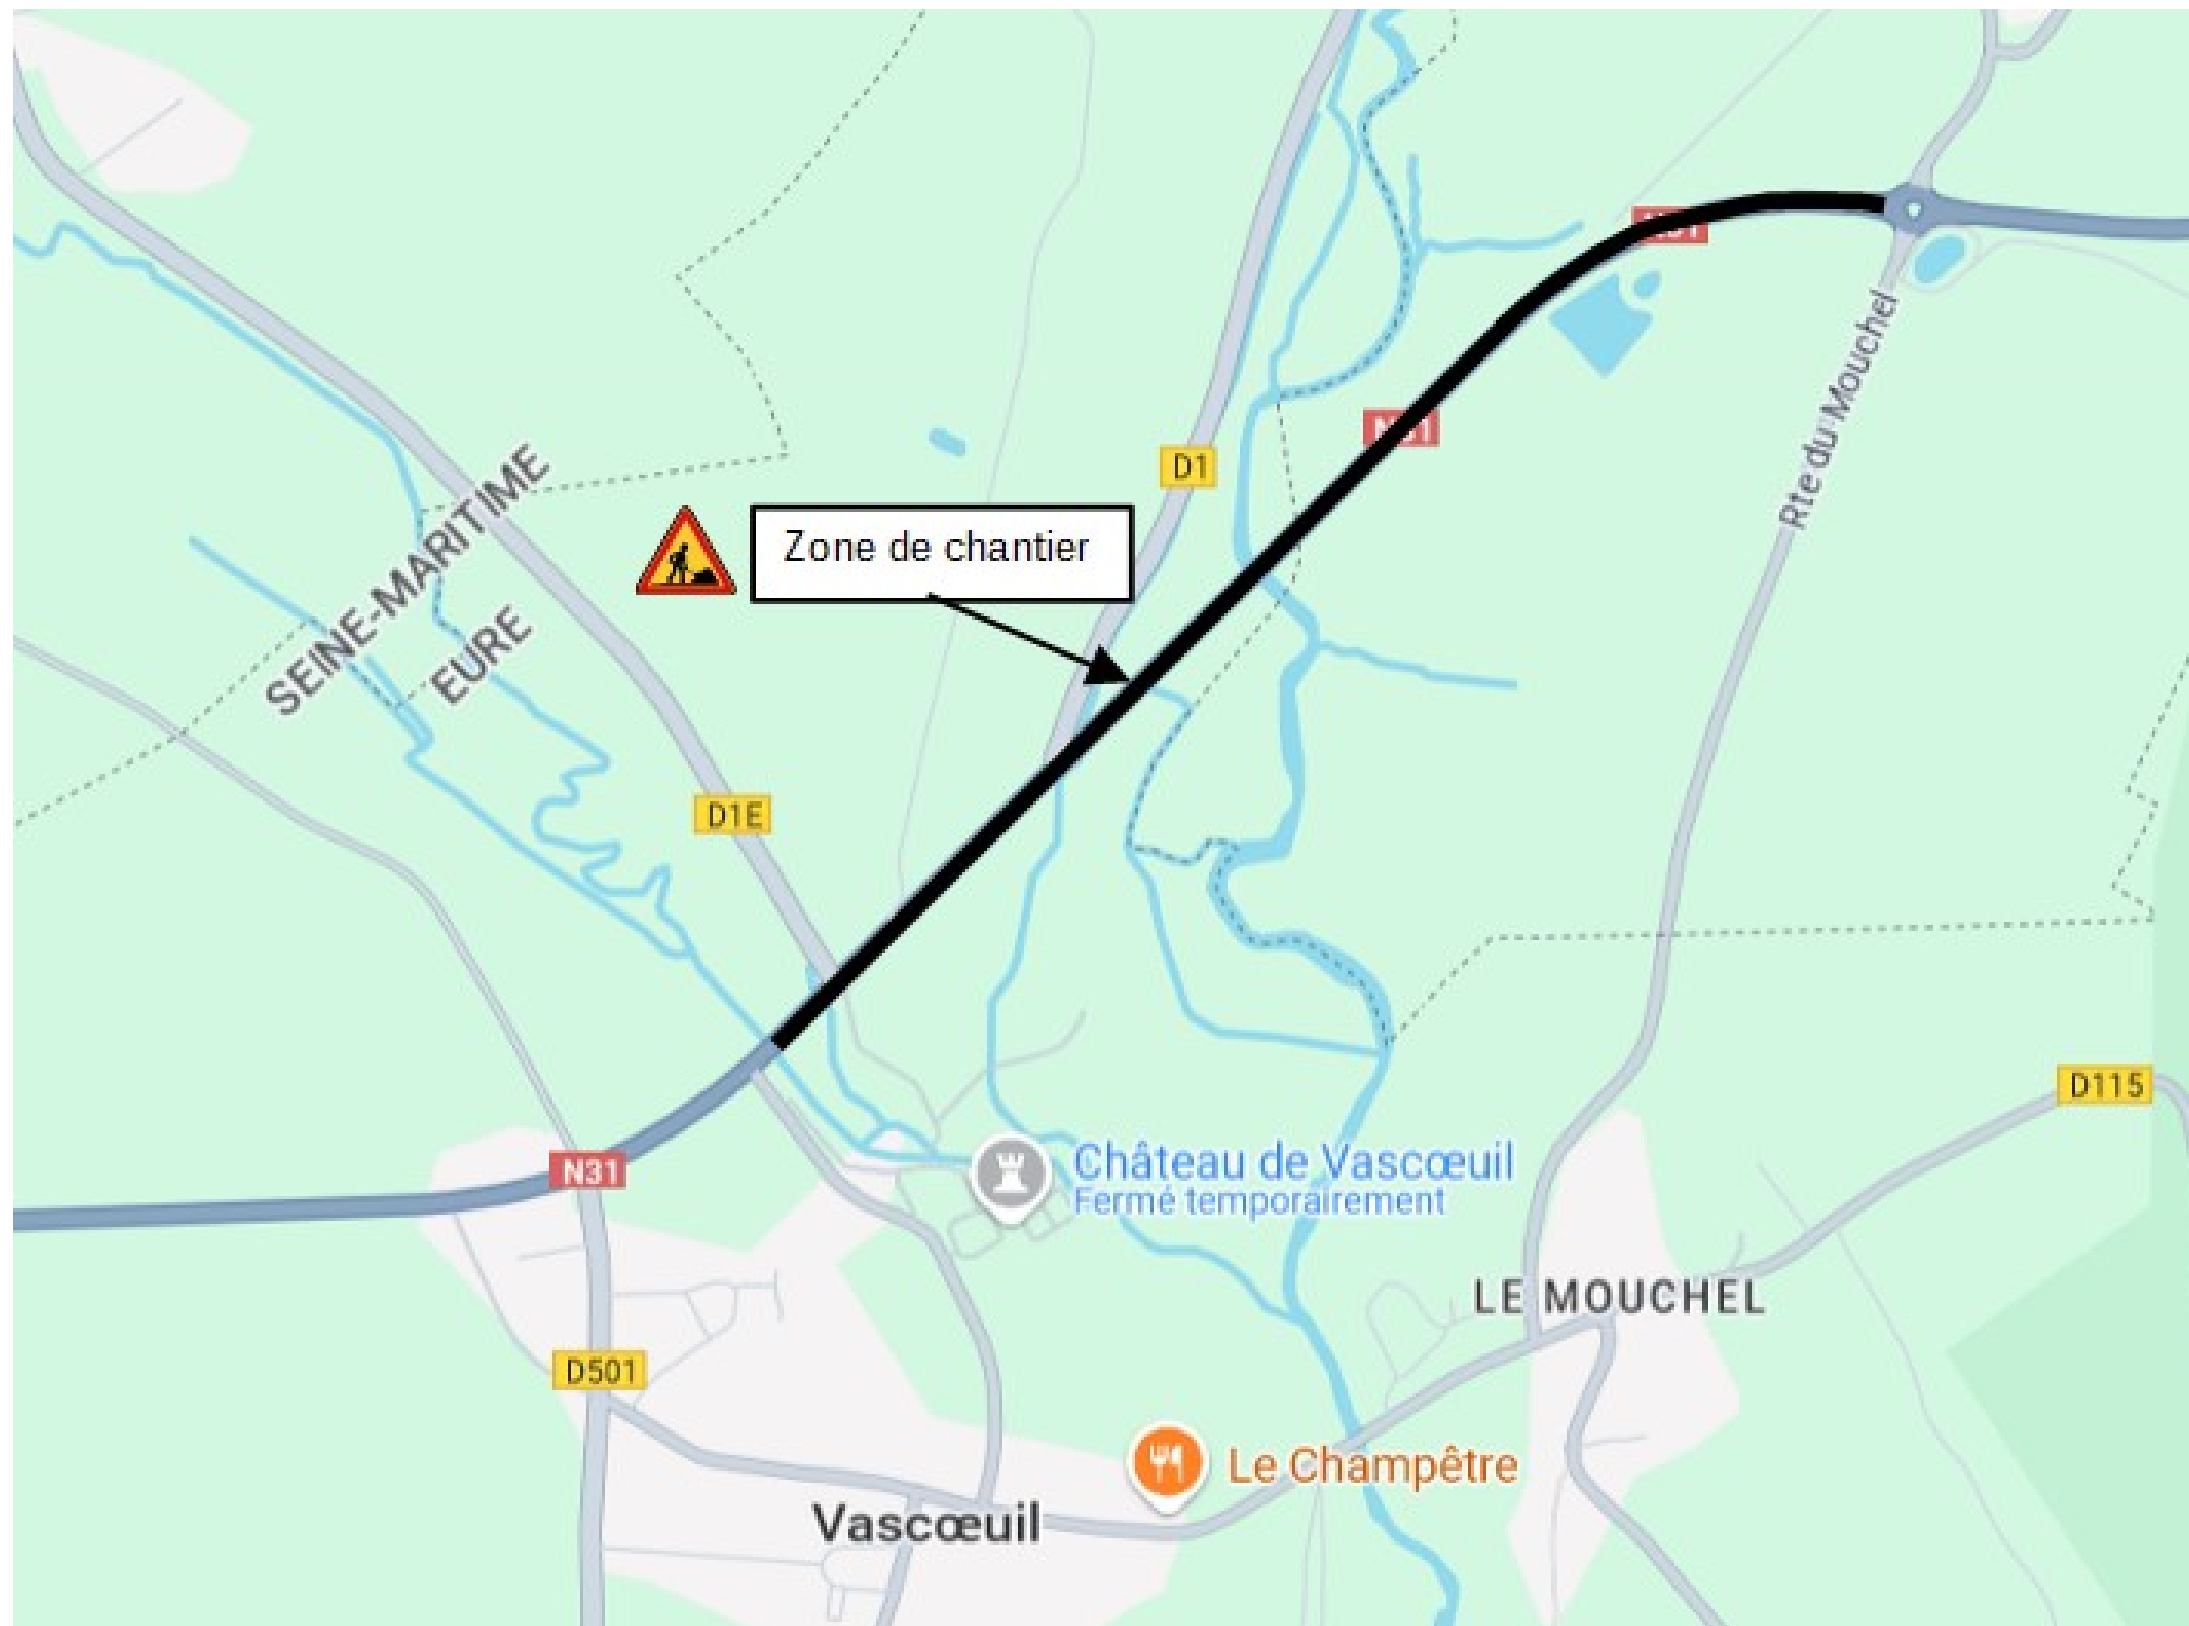 Rte du Mouchel
D1
SEINE-MARITIME
EURE
Zone de chantier
D1E
D115
N31
Château de Vascœuil
Fermé temporairement
LE MOUCHEL
D501
Le Champêtre
Vascœuil